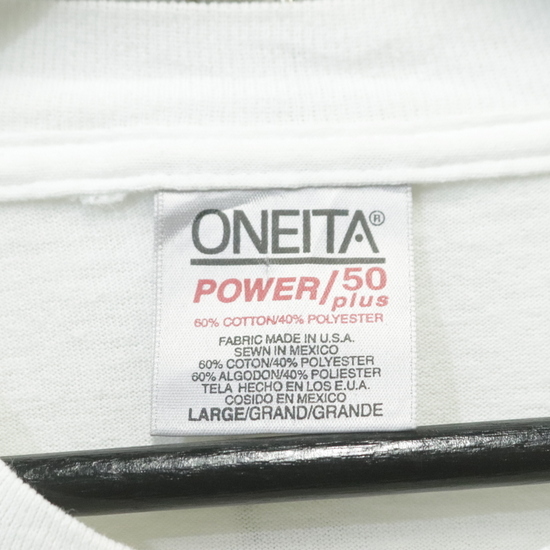 ONEITA®
POWER/50 plus
60% COTTON/40% POLYESTER
FABRIC MADE IN U.S.A.
SEWN IN MEXICO
60% COTON/40% POLYESTER
60% ALGODON/40% POLIESTER
TELA HECHO EN LOS E.U.A.
COSIDO EN MEXICO
LARGE/GRAND/GRANDE